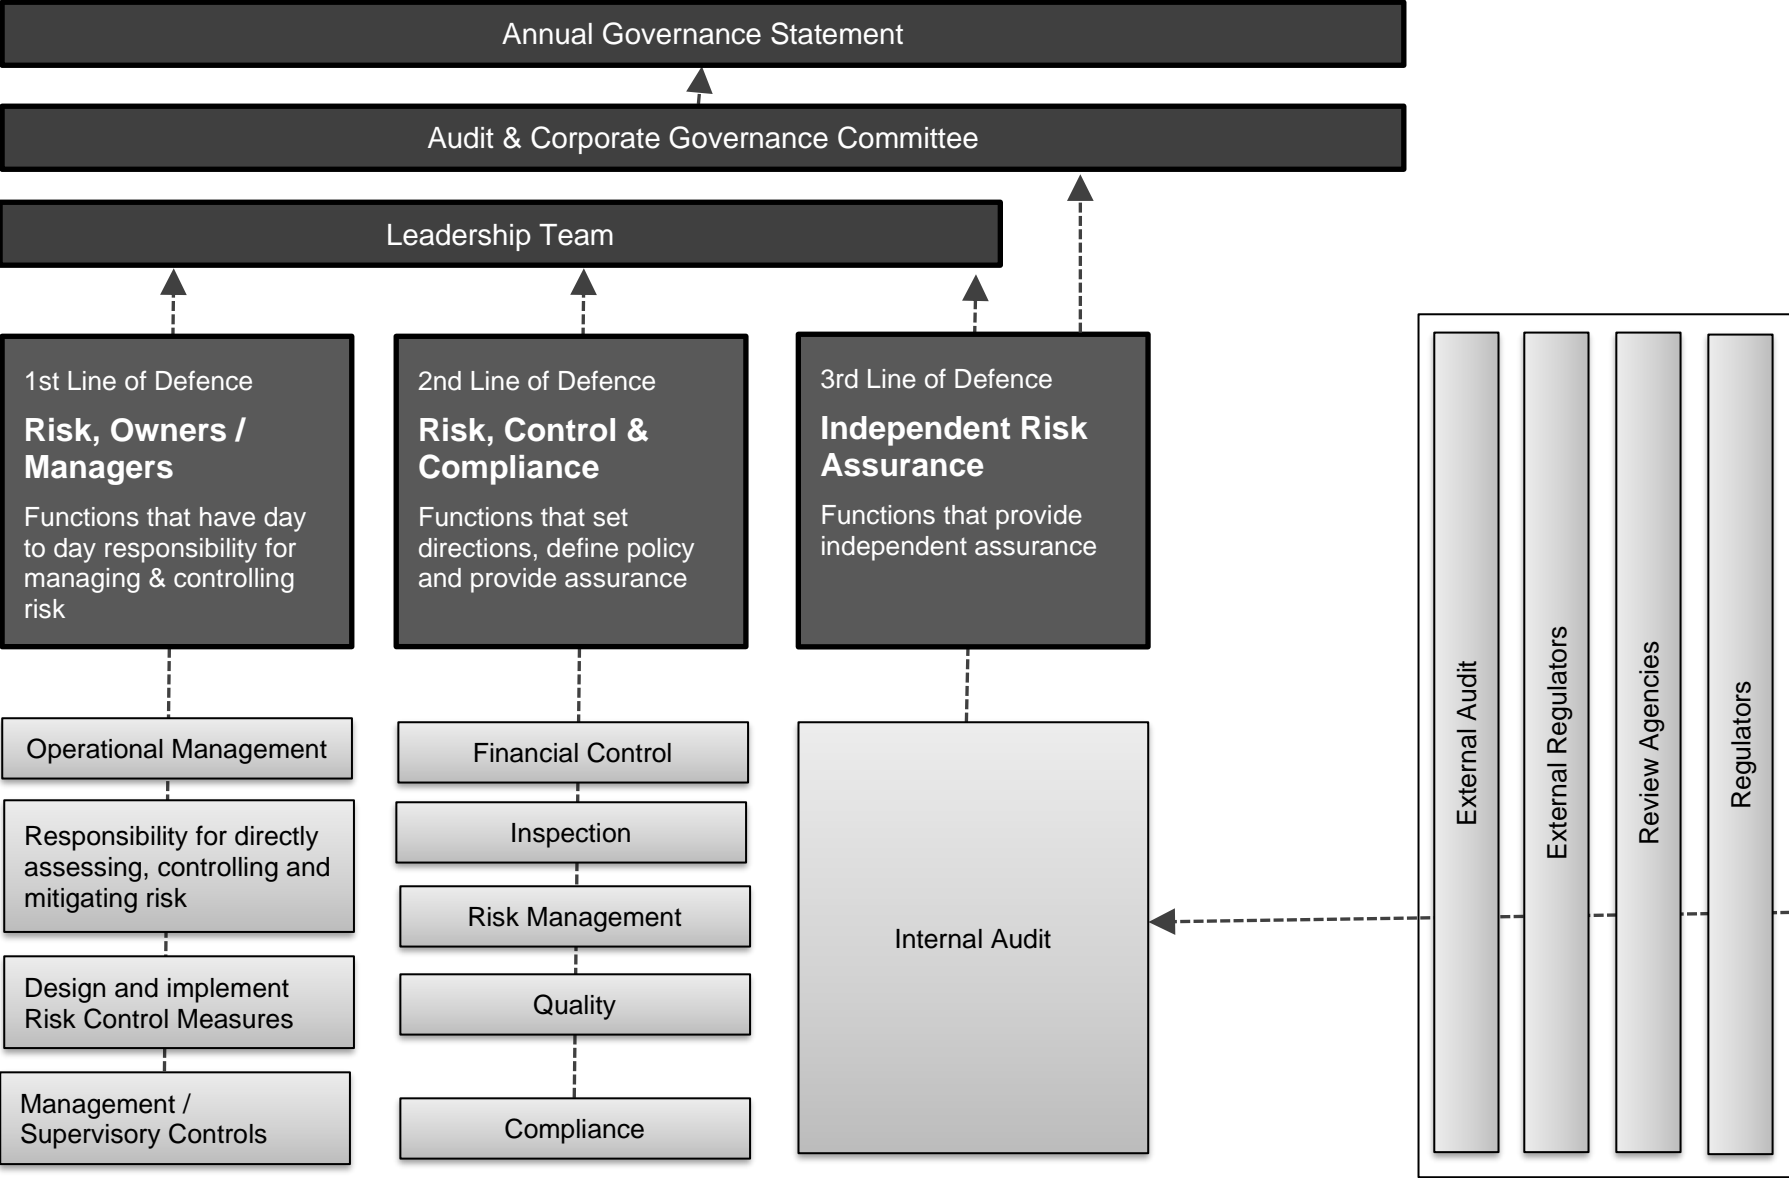 Annual Governance Statement
Audit & Corporate Governance Committee
Leadership Team
1st Line of Defence
Risk, Owners /
Managers
Functions that have day
to day responsibility for
managing & controlling
risk
2nd Line of Defence
Risk, Control &
Compliance
Functions that set
directions, define policy
and provide assurance
3rd Line of Defence
Independent Risk
Assurance
Functions that provide
independent assurance
Operational Management
Responsibility for directly
assessing, controlling and
mitigating risk
Design and implement
Risk Control Measures
Management /
Supervisory Controls
Financial Control
Inspection
Risk Management
Quality
Compliance
Internal Audit
External Audit
External Regulators
Review Agencies
Regulators